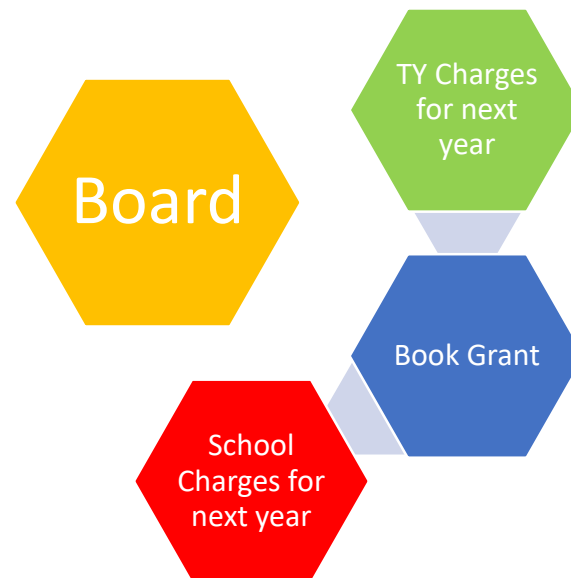 Board
TY Charges
for next
year
Book Grant
School
Charges for
next year